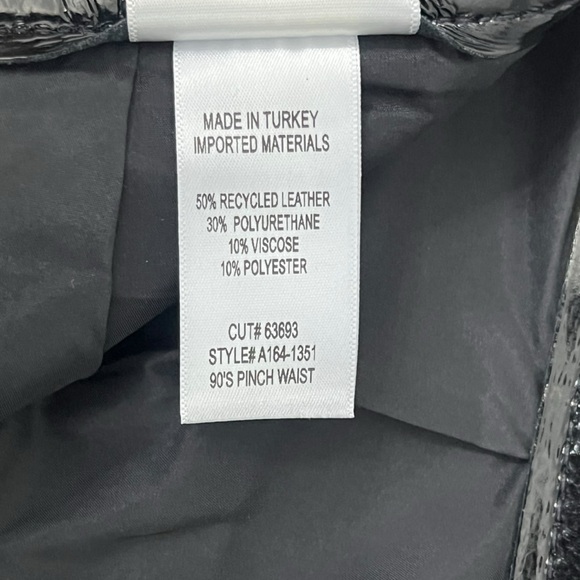 MADE IN TURKEY
IMPORTED MATERIALS
50% RECYCLED LEATHER
30% POLYURETHANE
10% VISCOSE
10% POLYESTER
CUT# 63693
STYLE# A164-1351
90'S PINCH WAIST